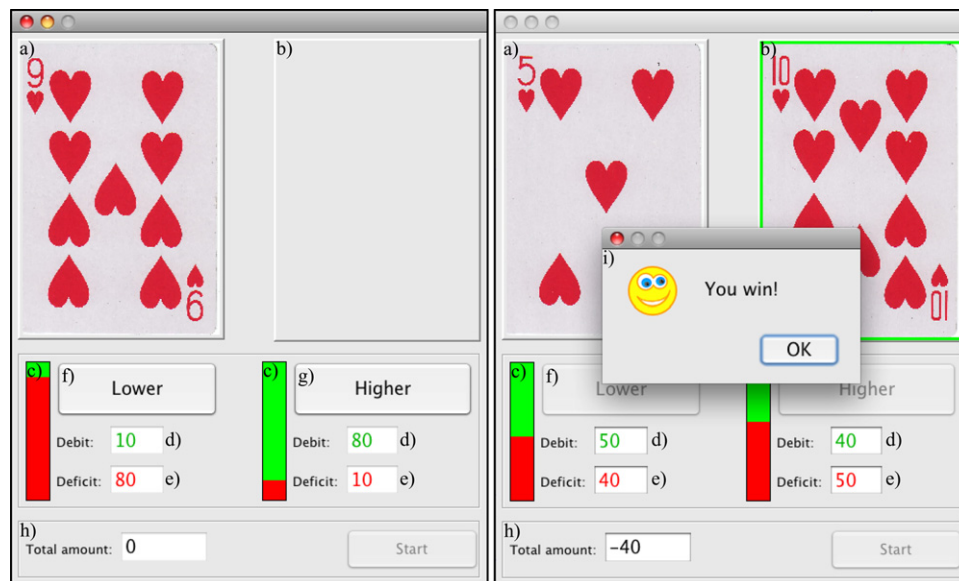 a)
9
6
b)
c)
f)
Lower
Debit: 10 d)
Deficit: 80 e)
c)
g)
Higher
Debit: 80 d)
Deficit: 10 e)
h)
Total amount: 0
Start
a)
5
b)
10
10
i)
You win!
OK
c)
f)
Lower
Debit: 50 d)
Deficit: 40 e)
c)
Higher
Debit: 40 d)
Deficit: 50 e)
h)
Total amount: -40
Start